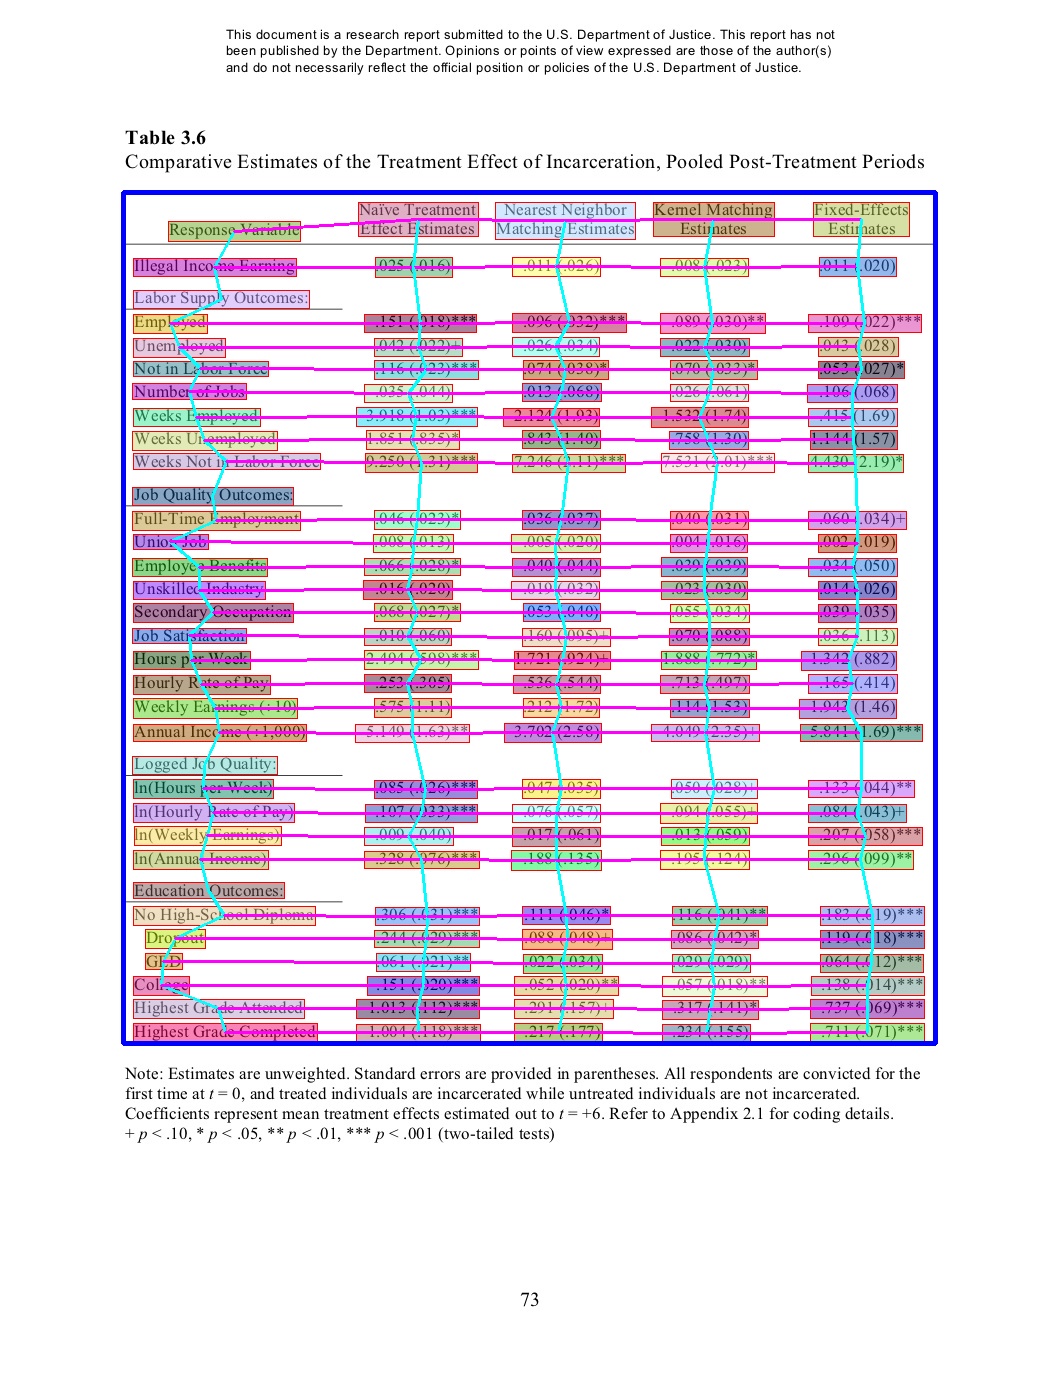 This document is a research report submitted to the U.S. Department of Justice. This report has not
been published by the Department. Opinions or points of view expressed are those of the author(s)
and do not necessarily reflect the official position or policies of the U.S. Department of Justice.
Table 3.6
Comparative Estimates of the Treatment Effect of Incarceration, Pooled Post-Treatment Periods
Naïve Treatment Nearest Neighbor Kernel Matching Fixed-Effects
Response Variable Effect Estimates Matching Estimates Estimates Estimates
Illegal Income Earning .025 (.016) -.011 (.026) -.008 (.023) .011 (.020)
Labor Supply Outcomes:
Employed -.151 (.018)*** -.096 (.032)*** -.089 (.030)** -.109 (.022)***
Unemployed .042 (.022)+ -.026 (.034) -.022 (.030) .043 (.028)
Not in Labor Force .116 (.023)*** .074 (.038)* .070 (.033)* .053 (.027)*
Number of Jobs -.035 (.044) .013 (.068) .026 (.061) -.106 (.068)
Weeks Employed -3.918 (1.03)*** -2.124 (1.93) -1.532 (1.74) -.415 (1.69)
Weeks Unemployed 1.851 (.835)* .843 (1.40) .758 (1.30) 1.144 (1.57)
Weeks Not in Labor Force 9.250 (1.31)*** 7.246 (2.11)*** 7.531 (2.01)*** 4.430 (2.19)*
Job Quality Outcomes:
Full-Time Employment .046 (.023)* .036 (.037) .040 (.031) -.060 (.034)+
Union Job .008 (.013) -.005 (.020) .004 (.016) .002 (.019)
Employee Benefits -.066 (.028)* -.040 (.044) -.039 (.039) -.034 (.050)
Unskilled Industry -.016 (.020) -.019 (.032) .023 (.030) .014 (.026)
Secondary Occupation .068 (.027)* .052 (.040) .055 (.034) .039 (.035)
Job Satisfaction -.010 (.060) .160 (.095)+ .070 (.088) .036 (.113)
Hours per Week 2.494 (.598)*** 1.721 (.924)+ 1.888 (.772)* -1.342 (.882)
Hourly Rate of Pay -.253 (.305) -.536 (.544) -.713 (.497) -.165 (.414)
Weekly Earnings (÷10) .575 (1.11) -.212 (1.72) .114 (1.53) -1.942 (1.46)
Annual Income (÷1,000) -5.149 (1.63)** -3.702 (2.58) -4.049 (2.35)+ -5.841 (1.69)***
Logged Job Quality:
ln(Hours per Week) -.085 (.026)*** .047 (.035) .050 (.028)+ -.133 (.044)**
ln(Hourly Rate of Pay) -.107 (.033)*** -.076 (.057) -.094 (.055)+ -.084 (.043)+
ln(Weekly Earnings) -.009 (.040) -.017 (.061) -.013 (.059) -.207 (.058)***
ln(Annual Income) -.328 (.076)*** -.188 (.135) -.195 (.124) -.296 (.099)**
Education Outcomes:
No High-School Diploma .306 (.031)*** .111 (.046)* .116 (.041)** .183 (.019)***
Dropout .244 (.029)*** .088 (.048)+ .086 (.042)* .119 (.018)***
GED .061 (.021)** .022 (.034) .029 (.029) .064 (.012)***
College -.151 (.020)*** -.052 (.020)** -.057 (.018)** -.138 (.014)***
Highest Grade Attended -1.013 (.112)*** -.291 (.157)+ -.317 (.141)* -.737 (.069)***
Highest Grade Completed -1.004 (.118)*** -.217 (.177) -.234 (.155) -.711 (.071)***
Note: Estimates are unweighted. Standard errors are provided in parentheses. All respondents are convicted for the
first time at t = 0, and treated individuals are incarcerated while untreated individuals are not incarcerated.
Coefficients represent mean treatment effects estimated out to t = +6. Refer to Appendix 2.1 for coding details.
+ p < .10, * p < .05, ** p < .01, *** p < .001 (two-tailed tests)
73